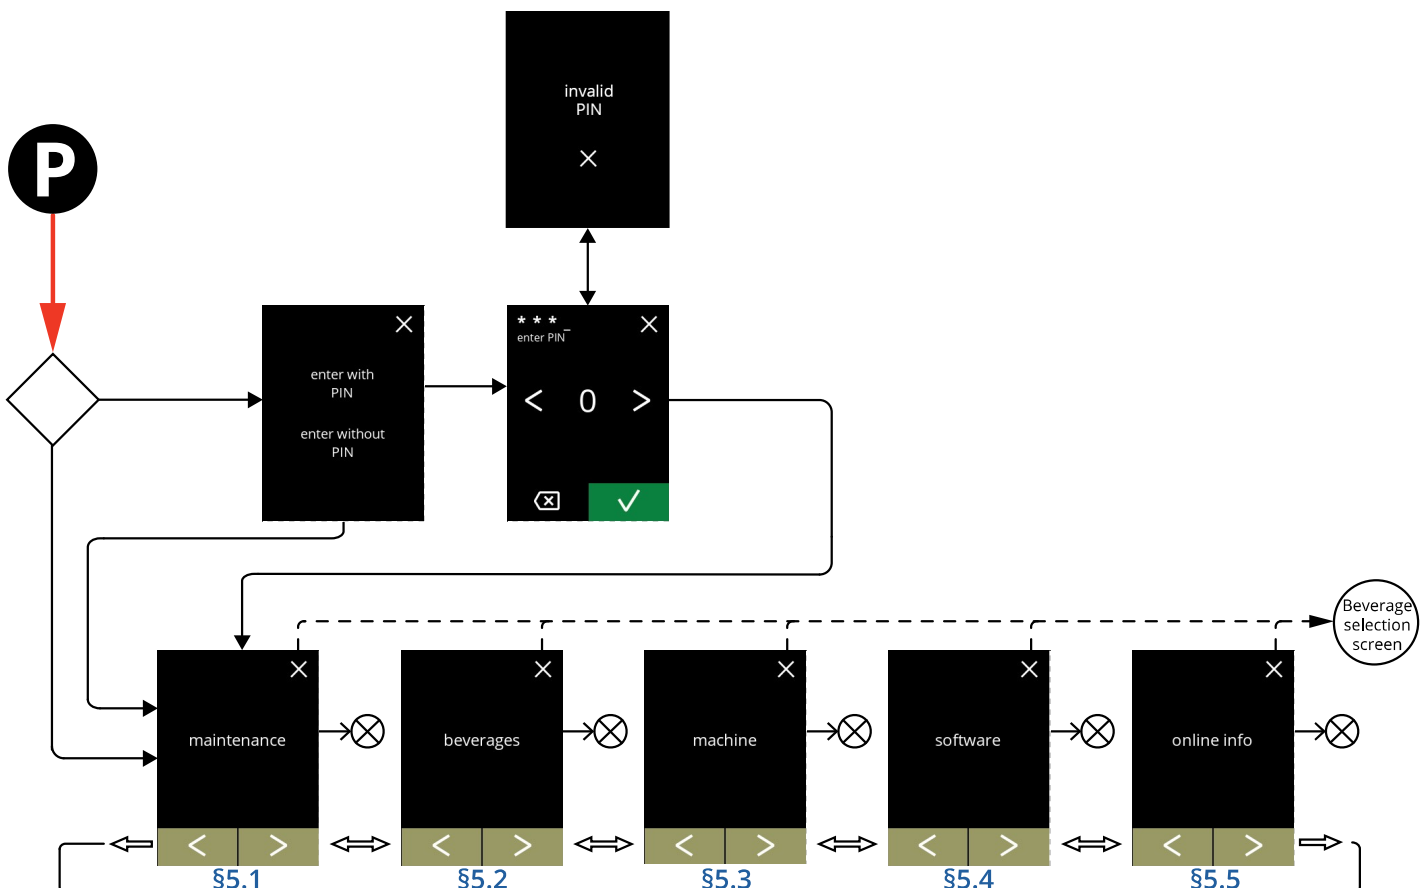 invalid
PIN
P
* * * _
enter PIN
enter with
PIN
enter without
PIN
< 0 >
Beverage
selection
screen
maintenance
beverages
machine
software
online info
< >
< >
< >
< >
< >
§5.1
§5.2
§5.3
§5.4
§5.5